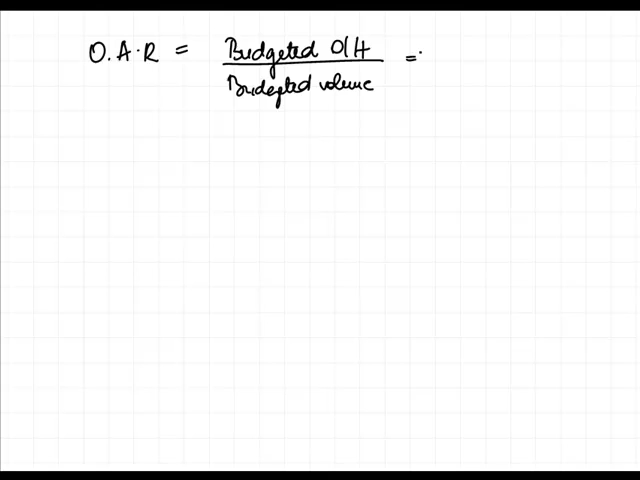 O.A.R = Budgeted O/H =
Budgeted volume